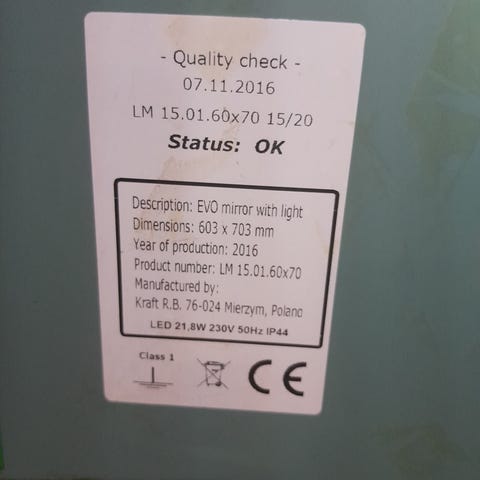 - Quality check -
07.11.2016
LM 15.01.60x70 15/20
Status: OK
Description: EVO mirror with light
Dimensions: 603 x 703 mm
Year of production: 2016
Product number: LM 15.01.60x70
Manufactured by:
Kraft R.B. 76-024 Mierzym, Poland
LED 21,8W 230V 50Hz IP44
Class 1
CE